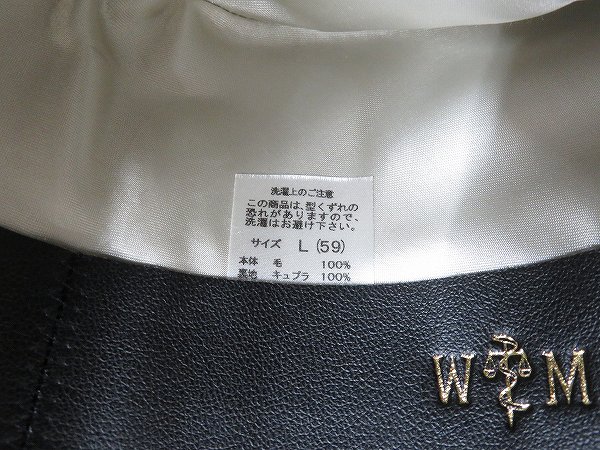 洗濯上のご注意
この商品は、型くずれの
恐れがありますので、
洗濯はお避け下さい。
サイズ L (59)
本体 毛 100%
裏地 キュプラ 100%
W M